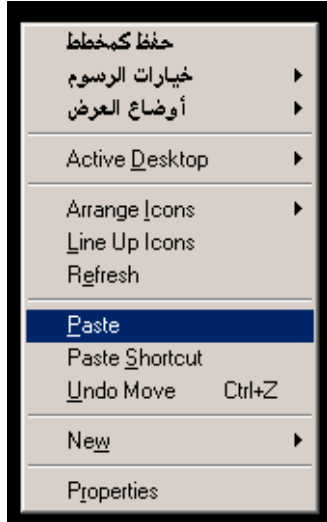 حفظ كمخطط
خيارات الرسوم
أوضاع العرض
Active Desktop
Arrange Icons
Line Up Icons
Refresh
Paste
Paste Shortcut
Undo Move Ctrl+Z
New
Properties